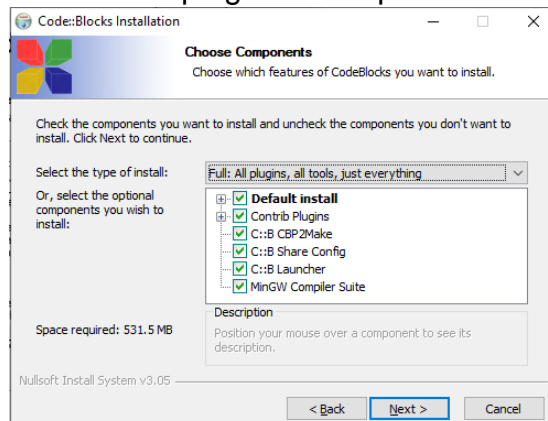 Code::Blocks Installation
Choose Components
Choose which features of CodeBlocks you want to install.
Check the components you want to install and uncheck the components you don't want to
install. Click Next to continue.
Select the type of install:
Full: All plugins, all tools, just everything
Or, select the optional
components you wish to
install:
Default install
Contrib Plugins
C::B CBP2Make
C::B Share Config
C::B Launcher
MinGW Compiler Suite
Space required: 531.5 MB
Description
Position your mouse over a component to see its
description.
Nullsoft Install System v3.05
< Back
Next >
Cancel